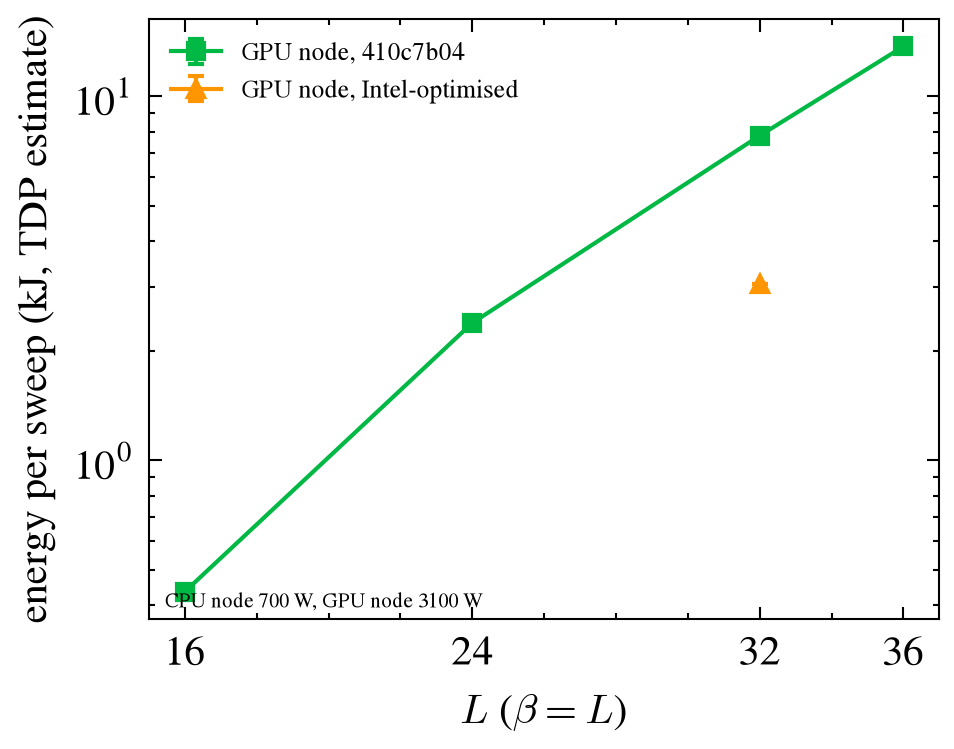 energy per sweep (kJ, TDP estimate)
10¹
10⁰
GPU node, 410c7b04
GPU node, Intel-optimised
CPU node 700 W, GPU node 3100 W
16 24 32 36
L (β = L)